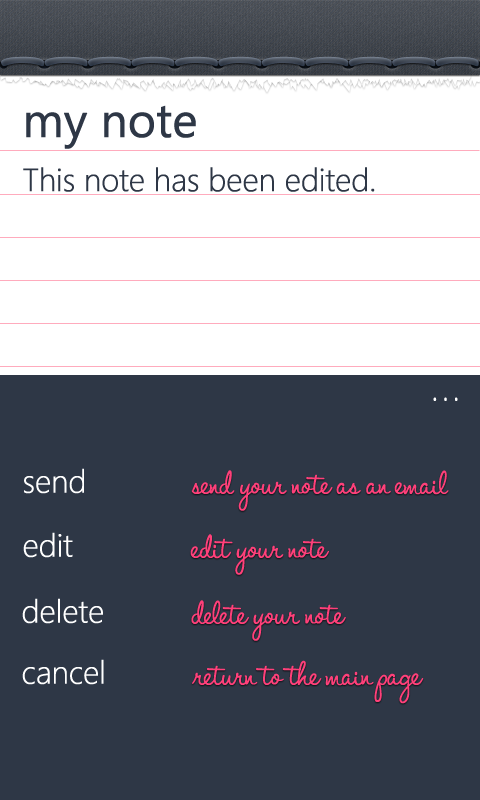 my note
This note has been edited.
...
send send your note as an email
edit edit your note
delete delete your note
cancel return to the main page